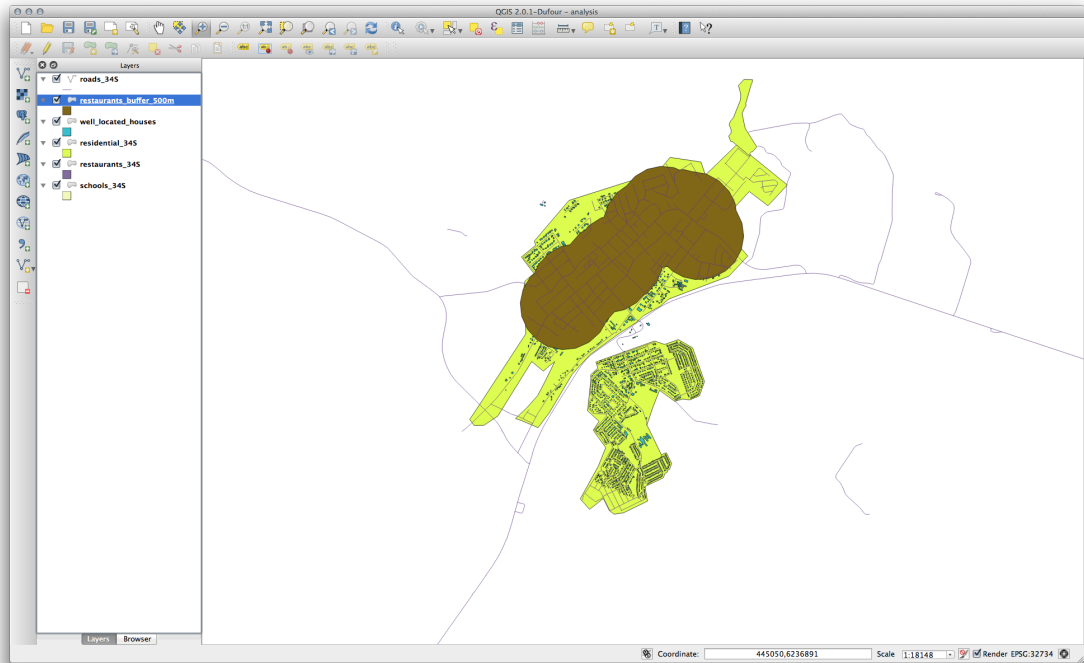 QGIS 2.0.1-Dufour - analysis
Layers
roads_34S
restaurants_buffer_500m
well_located_houses
residential_34S
restaurants_34S
schools_34S
Layers Browser
Coordinate: 445050,6236891 Scale 1:18148 Render EPSG:32734